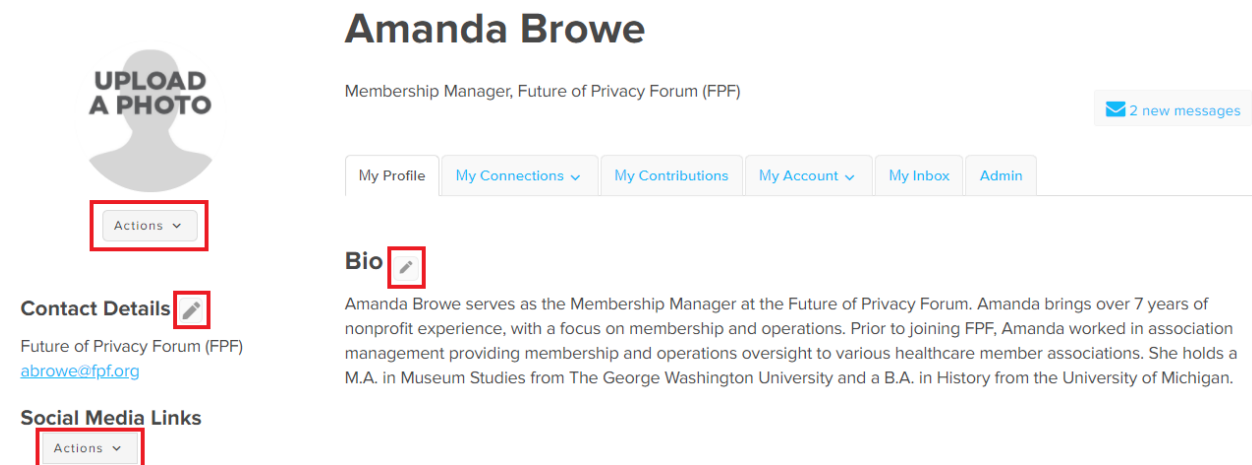 Amanda Browe
UPLOAD
A PHOTO
Membership Manager, Future of Privacy Forum (FPF)
2 new messages
My Profile My Connections My Contributions My Account My Inbox Admin
Actions
Bio
Amanda Browe serves as the Membership Manager at the Future of Privacy Forum. Amanda brings over 7 years of
nonprofit experience, with a focus on membership and operations. Prior to joining FPF, Amanda worked in association
management providing membership and operations oversight to various healthcare member associations. She holds a
M.A. in Museum Studies from The George Washington University and a B.A. in History from the University of Michigan.
Contact Details
Future of Privacy Forum (FPF)
abrowe@fpf.org
Social Media Links
Actions